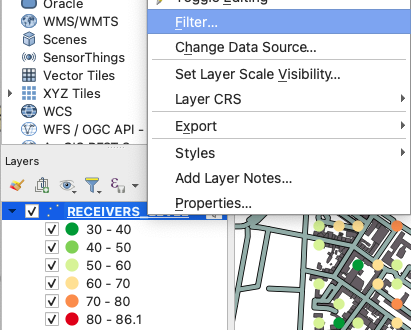 Oracle
WMS/WMTS
Scenes
SensorThings
Vector Tiles
XYZ Tiles
WCS
WFS / OGC API -
Toggle Editing
Filter...
Change Data Source...
Set Layer Scale Visibility...
Layer CRS
Export
Styles
Add Layer Notes...
Properties...
Layers
RECEIVERS
30 - 40
40 - 50
50 - 60
60 - 70
70 - 80
80 - 86.1